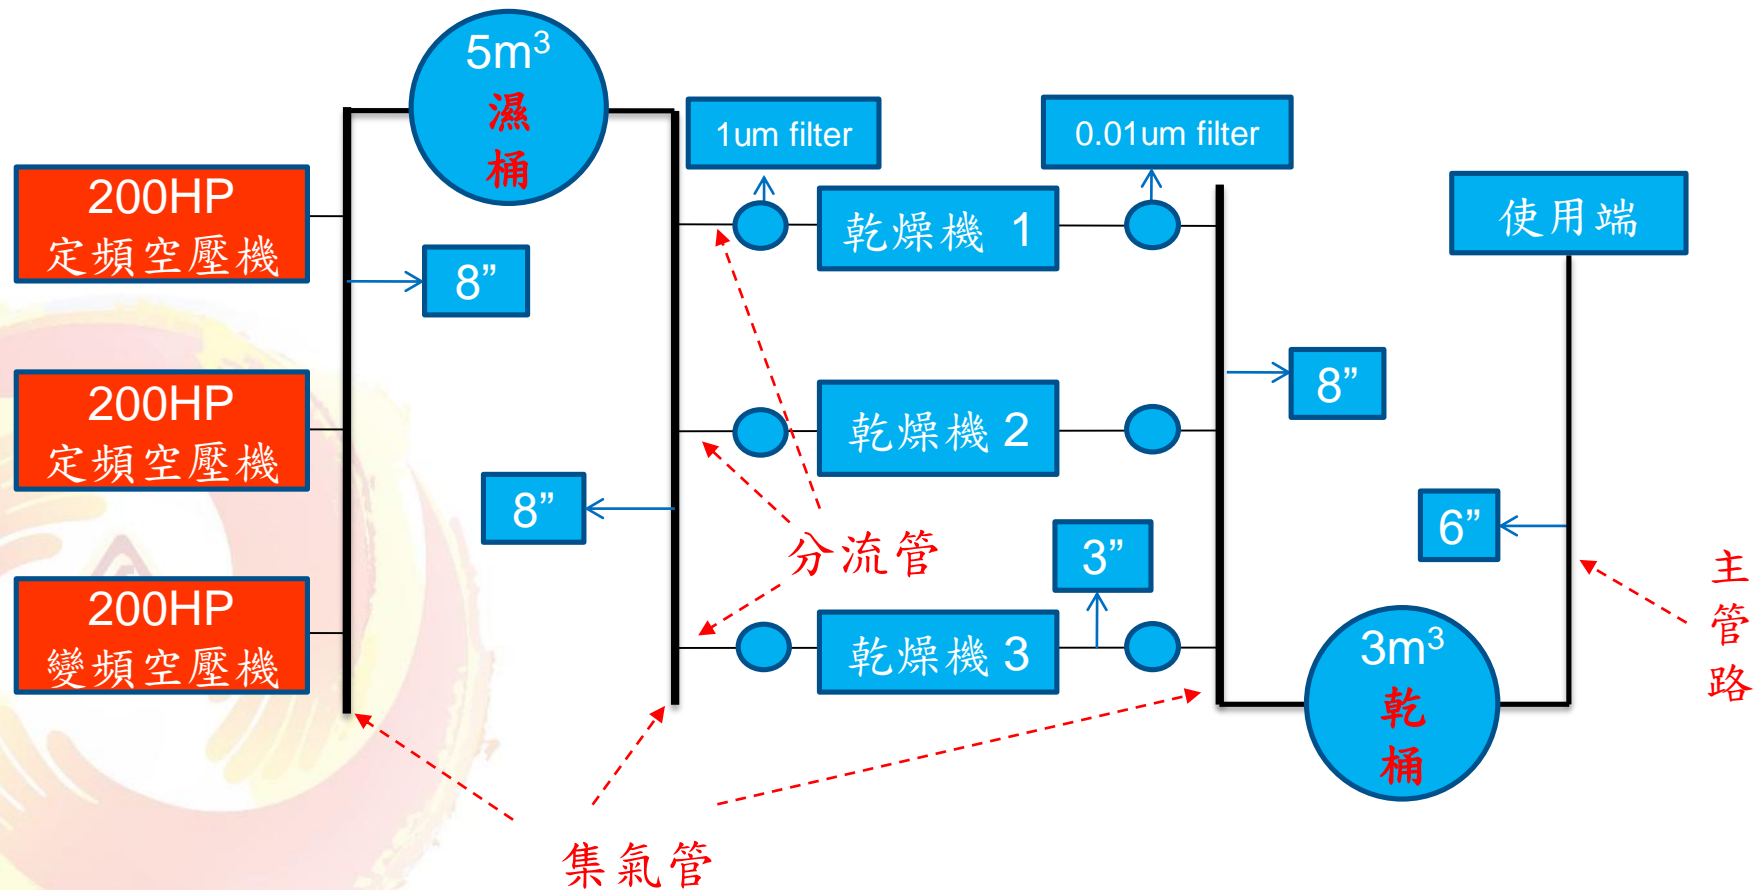 5m³
濕
桶
1um filter
0.01um filter
200HP
定頻空壓機
乾燥機 1
使用端
8”
200HP
定頻空壓機
乾燥機 2
8”
8”
6”
分流管
3”
主
管
路
200HP
變頻空壓機
乾燥機 3
3m³
乾
桶
集氣管